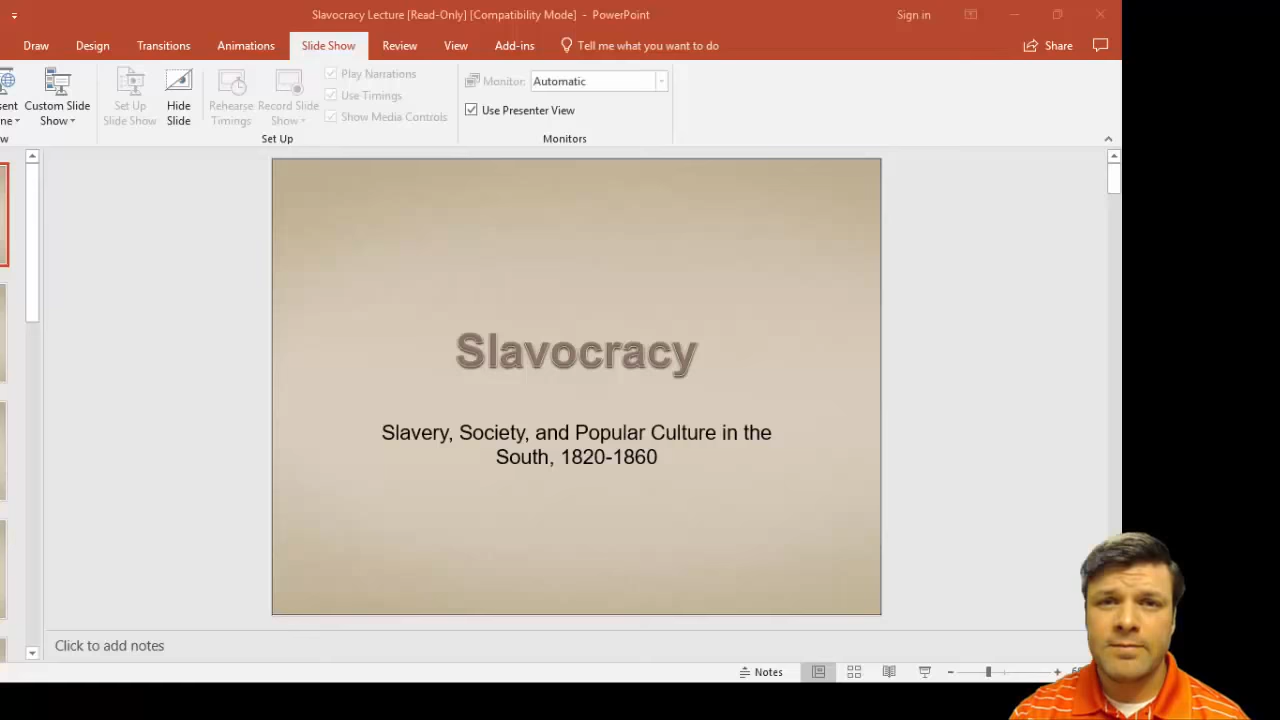 Slavocracy Lecture [Read-Only] [Compatibility Mode] - PowerPoint
Sign in
Draw Design Transitions Animations Slide Show Review View Add-ins Tell me what you want to do Share
Custom Slide Show
Set Up Slide Show
Hide Slide
Rehearse Timings
Record Slide Show
Play Narrations
Use Timings
Show Media Controls
Set Up
Monitor: Automatic
Use Presenter View
Monitors
Slavocracy
Slavery, Society, and Popular Culture in the
South, 1820-1860
Click to add notes
Notes